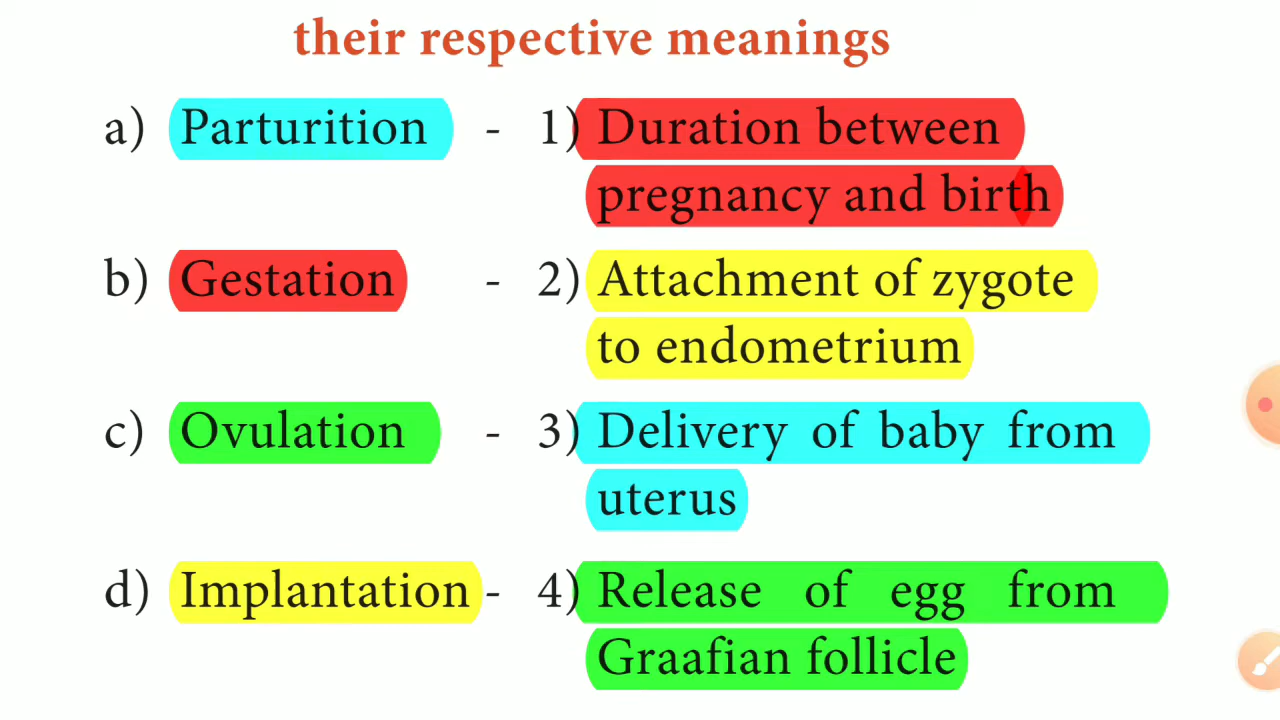 their respective meanings
a) Parturition - 1) Duration between
pregnancy and birth
b) Gestation - 2) Attachment of zygote
to endometrium
c) Ovulation - 3) Delivery of baby from
uterus
d) Implantation - 4) Release of egg from
Graafian follicle